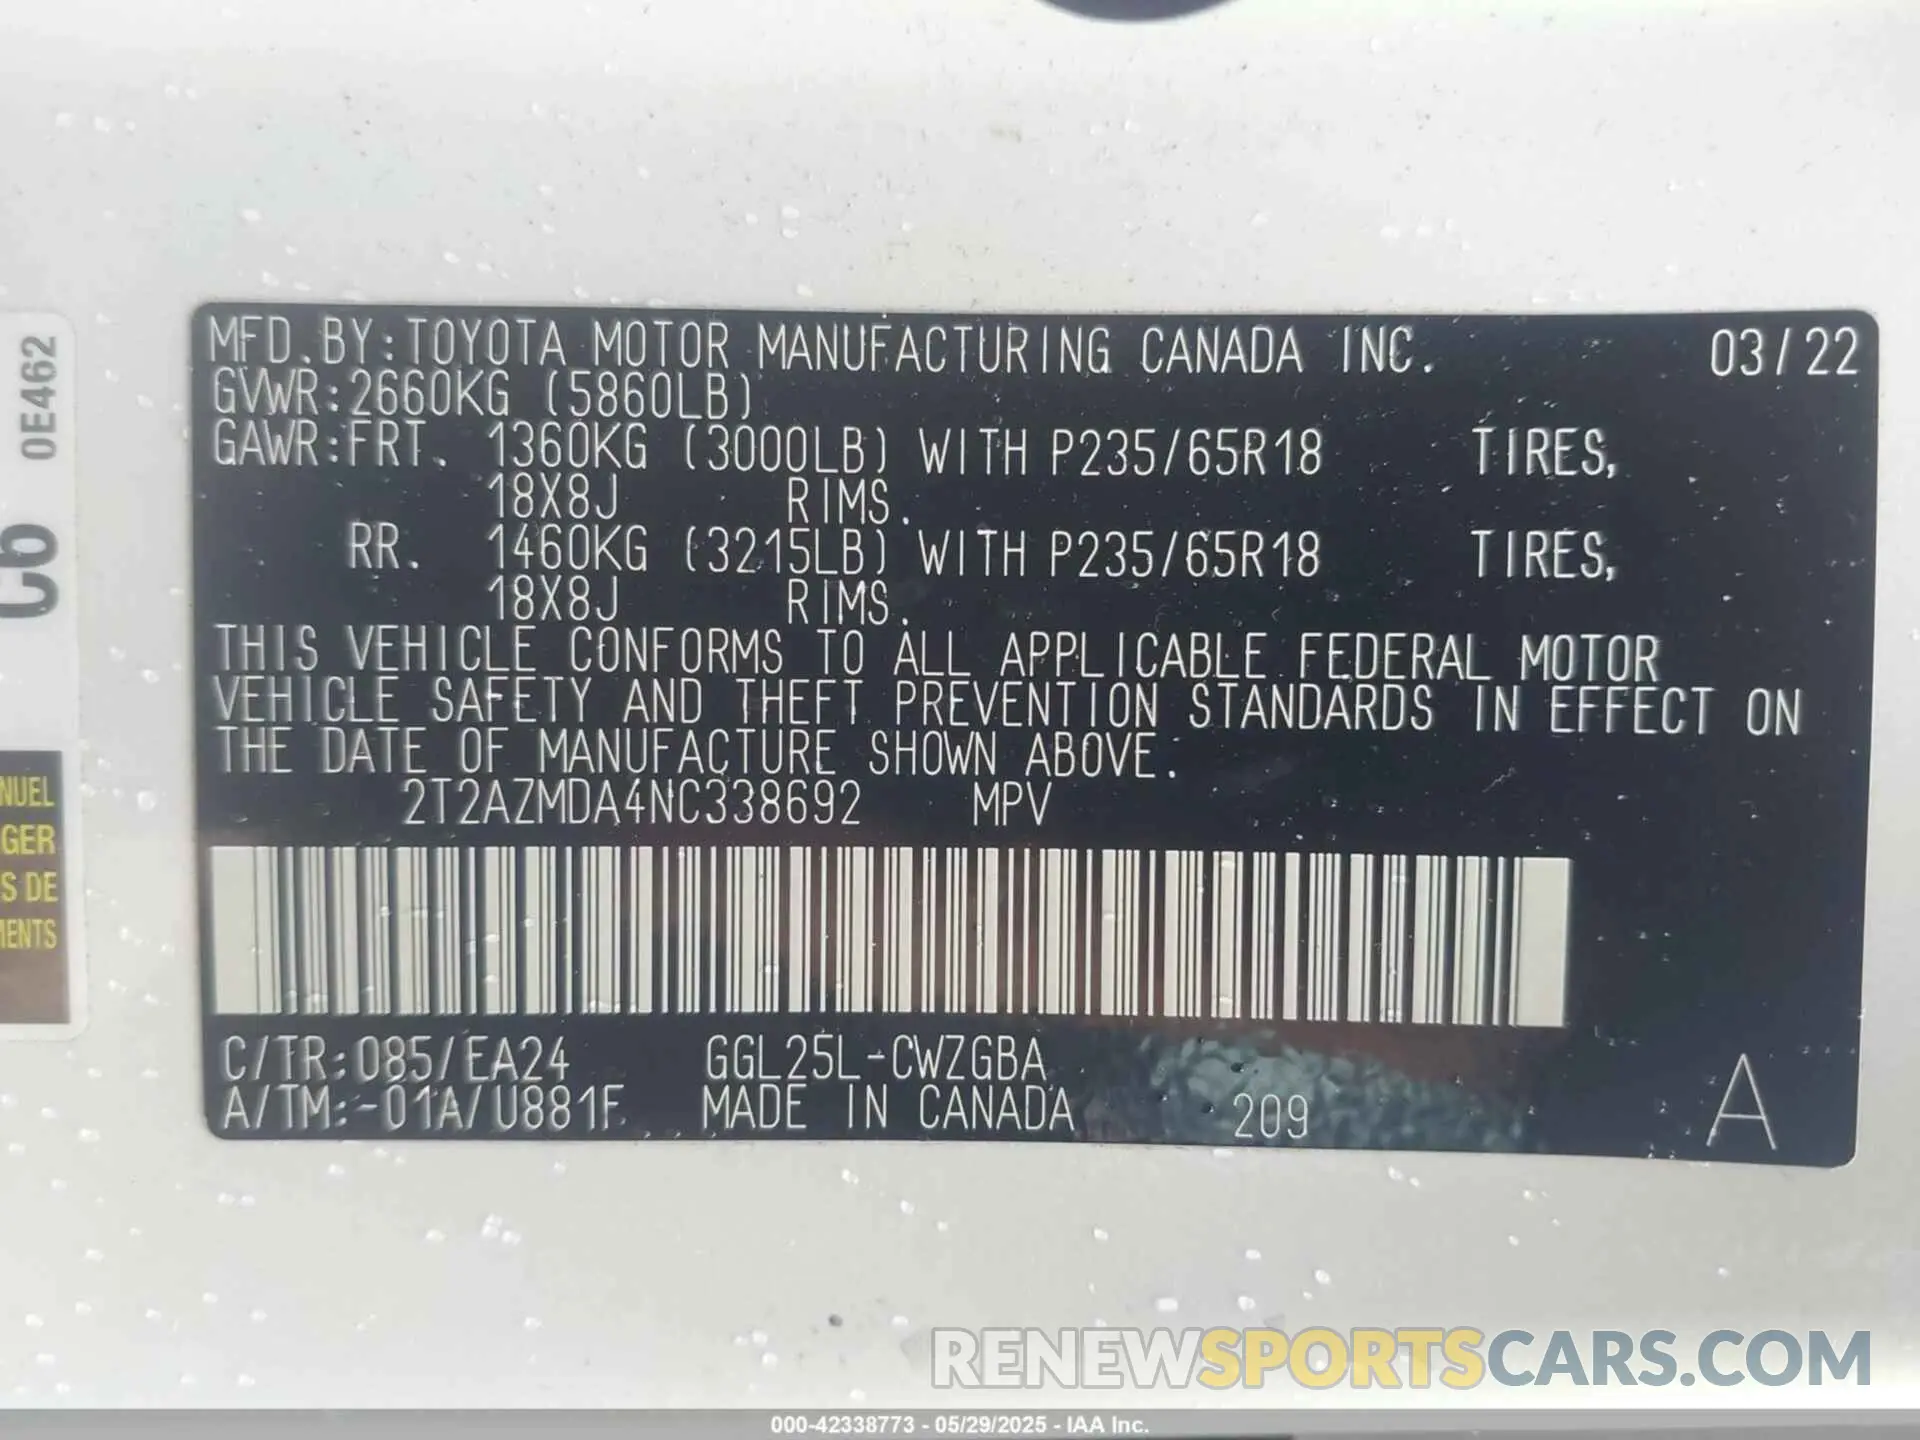 MFD.BY:TOYOTA MOTOR MANUFACTURING CANADA INC. 03/22
GVWR:2660KG (5860LB)
GAWR:FRT. 1360KG (3000LB) WITH P235/65R18 TIRES,
18X8J RIMS.
RR. 1460KG (3215LB) WITH P235/65R18 TIRES,
18X8J RIMS.
THIS VEHICLE CONFORMS TO ALL APPLICABLE FEDERAL MOTOR
VEHICLE SAFETY AND THEFT PREVENTION STANDARDS IN EFFECT ON
THE DATE OF MANUFACTURE SHOWN ABOVE.
2T2AZMDA4NC338692 MPV
C/TR:085/EA24 GGL25L-CWZGBA
A/TM:-01A/U881F MADE IN CANADA 209 A
0E462
NUEL
GER
S DE
MENTS
RENEWSPORTSCARS.COM
000-42338773 - 05/29/2025 - IAA Inc.